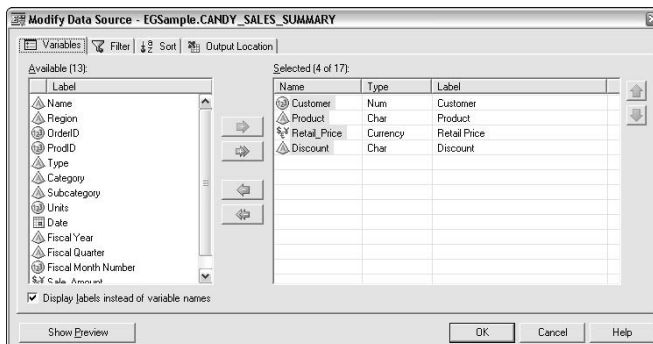 Modify Data Source - EGSample.CANDY_SALES_SUMMARY
Variables Filter Sort Output Location
Available (13):
Label
Name
Region
OrderID
ProdID
Type
Category
Subcategory
Units
Date
Fiscal Year
Fiscal Quarter
Fiscal Month Number
Sale_Amount
Selected (4 of 17):
Name Type Label
Customer Num Customer
Product Char Product
Retail_Price Currency Retail Price
Discount Char Discount
Display labels instead of variable names
Show Preview OK Cancel Help